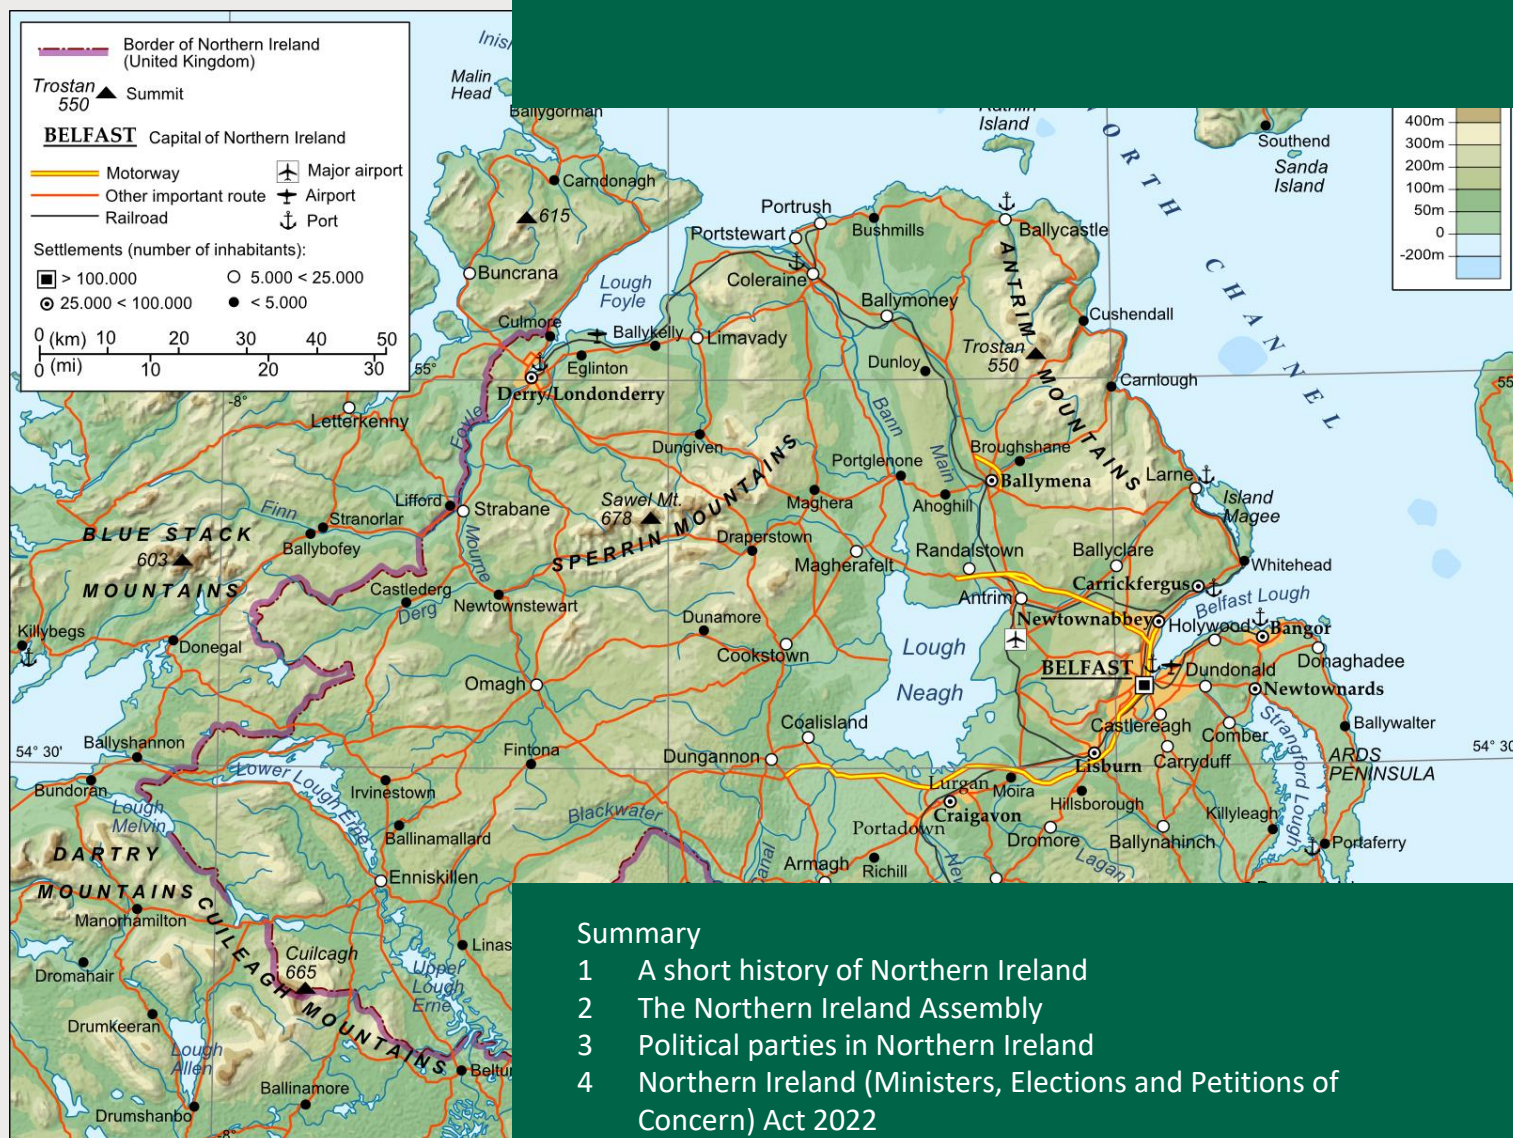 Border of Northern Ireland
(United Kingdom)
Trostan
550
Summit
BELFAST Capital of Northern Ireland
Motorway
Other important route
Railroad
Major airport
Airport
Port
Settlements (number of inhabitants):
> 100.000
5.000 < 25.000
25.000 < 100.000
< 5.000
0 (km) 10 20 30 40 50
0 (mi) 10 20 30
Malin
Head
Ballygorman
Island
NORTH CHANNEL
Southend
Sanda
Island
400m
300m
200m
100m
50m
0
-200m
Carndonagh
615
Buncrana
Portrush
Portstewart
Bushmills
Ballycastle
Coleraine
Lough
Foyle
Ballymoney
Cushendall
Culmore
Ballykelly
Limavady
Eglinton
ANTRIM MOUNTAINS
Trostan
550
Dunloy
55°
-8°
Derry/Londonderry
Carnlough
Letterkenny
Foyle
Bann
Main
Dungiven
Broughshane
Portglenone
Larne
Ballymena
Island
Magee
Lifford
Strabane
Sawel Mt.
678
SPERRIN MOUNTAINS
Maghera
Ahoghill
Finn
Stranorlar
Ballybofey
BLUE STACK
603
MOUNTAINS
Mourne
Draperstown
Magherafelt
Randalstown
Ballyclare
Whitehead
Castlederg
Derg
Newtownstewart
Carrickfergus
Antrim
Belfast Lough
Newtownabbey
Holywood
Bangor
Killybegs
Donegal
Dunamore
Cookstown
Lough
Neagh
BELFAST
Dundonald
Donaghadee
Newtownards
Omagh
Coalisland
Castlereagh
Comber
Ballywalter
Strangford Lough
54° 30'
Ballyshannon
Fintona
Dungannon
Lisburn
Carryduff
54° 30
ARDS
PENINSULA
Bundoran
Lower Lough Erne
Irvinestown
Lurgan
Moira
Hillsborough
Craigavon
Killyleagh
Lough
Melvin
Ballinamallard
Blackwater
Portadown
Dromore
Ballynahinch
Portaferry
DARTRY
MOUNTAINS
Armagh
Richill
Lagan
Enniskillen
Manorhamilton
CUILEAGH MOUNTAINS
Cuilcagh
665
Dromahair
Upper
Lough
Erne
Drumkeeran
Lough
Allen
Ballinamore
Drumshanbo
-8°
Summary
1 A short history of Northern Ireland
2 The Northern Ireland Assembly
3 Political parties in Northern Ireland
4 Northern Ireland (Ministers, Elections and Petitions of
Concern) Act 2022